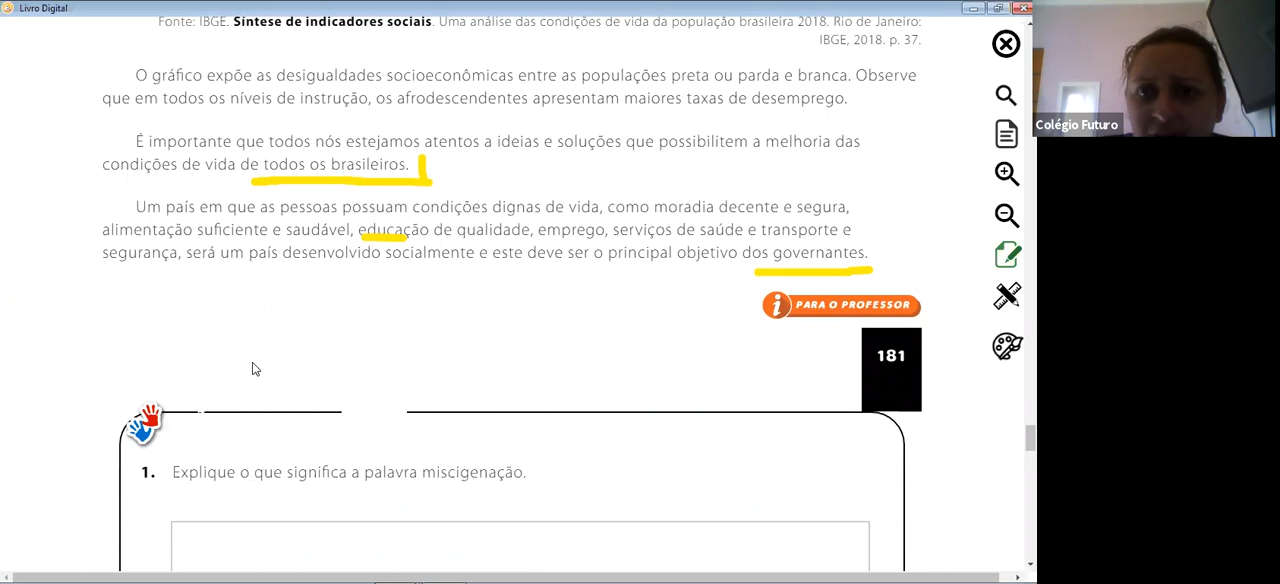 Livro Digital
Fonte: IBGE. Síntese de indicadores sociais. Uma análise das condições de vida da população brasileira 2018. Rio de Janeiro:
IBGE, 2018. p. 37.
O gráfico expõe as desigualdades socioeconômicas entre as populações preta ou parda e branca. Observe
que em todos os níveis de instrução, os afrodescendentes apresentam maiores taxas de desemprego.
Colégio Futuro
É importante que todos nós estejamos atentos a ideias e soluções que possibilitem a melhoria das
condições de vida de todos os brasileiros.
Um país em que as pessoas possuam condições dignas de vida, como moradia decente e segura,
alimentação suficiente e saudável, educação de qualidade, emprego, serviços de saúde e transporte e
segurança, será um país desenvolvido socialmente e este deve ser o principal objetivo dos governantes.
i PARA O PROFESSOR
181
1. Explique o que significa a palavra miscigenação.